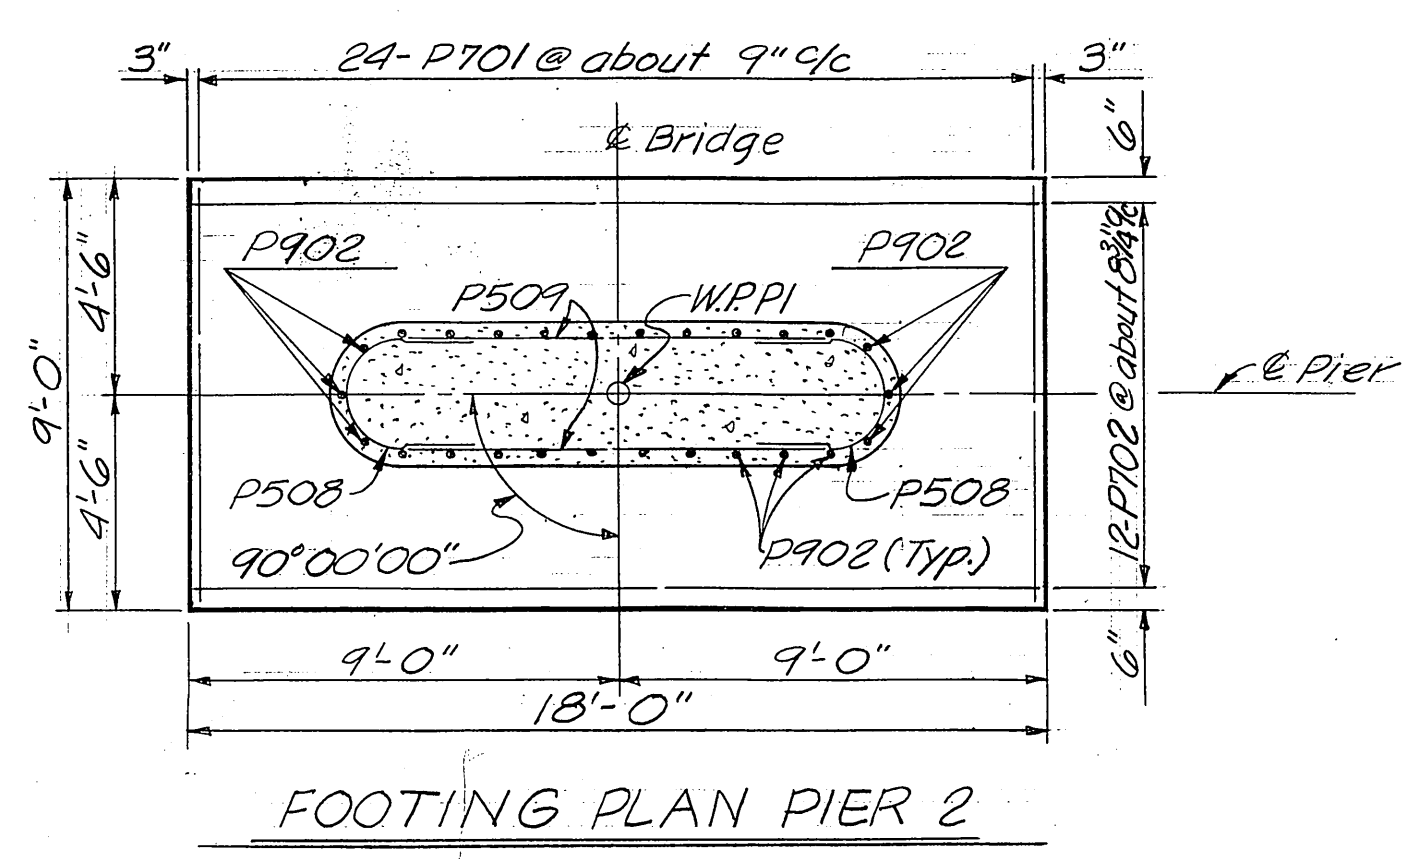 3" 24-P701 @ about 9" c/c 3"
6"
℄ Bridge
P902 P902
P509 W.P.P1
4'-6"
9'-0"
4'-6"
12-P702 @ about 8 3/4" c/c
℄ Pier
P508 P508
90°00'00" P902 (Typ.)
6"
9'-0" 9'-0"
18'-0"
FOOTING PLAN PIER 2